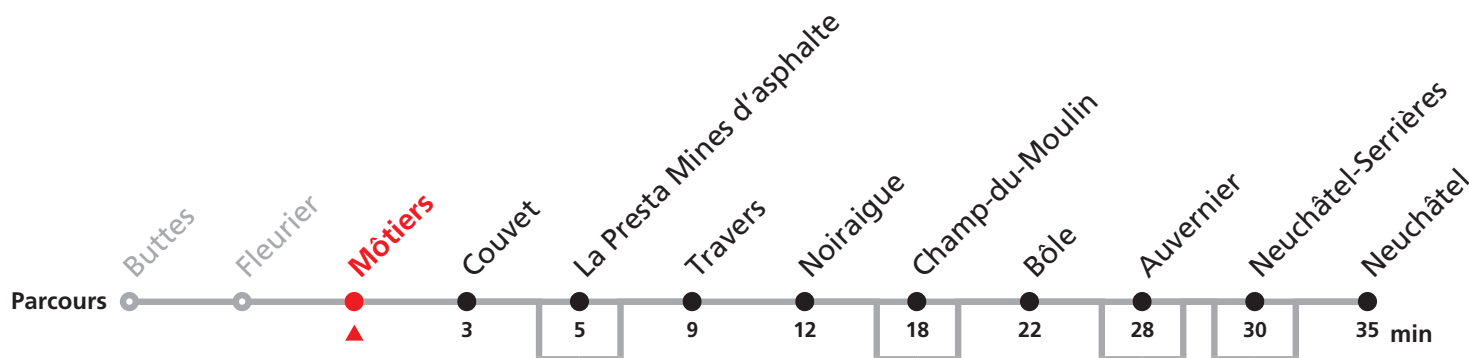 Buttes
Fleurier
Môtiers
Couvet
La Presta Mines d’asphalte
Travers
Noiraigue
Champ-du-Moulin
Bôle
Auvernier
Neuchâtel-Serrières
Neuchâtel
Parcours
3 5 9 12 18 22 28 30 35 min